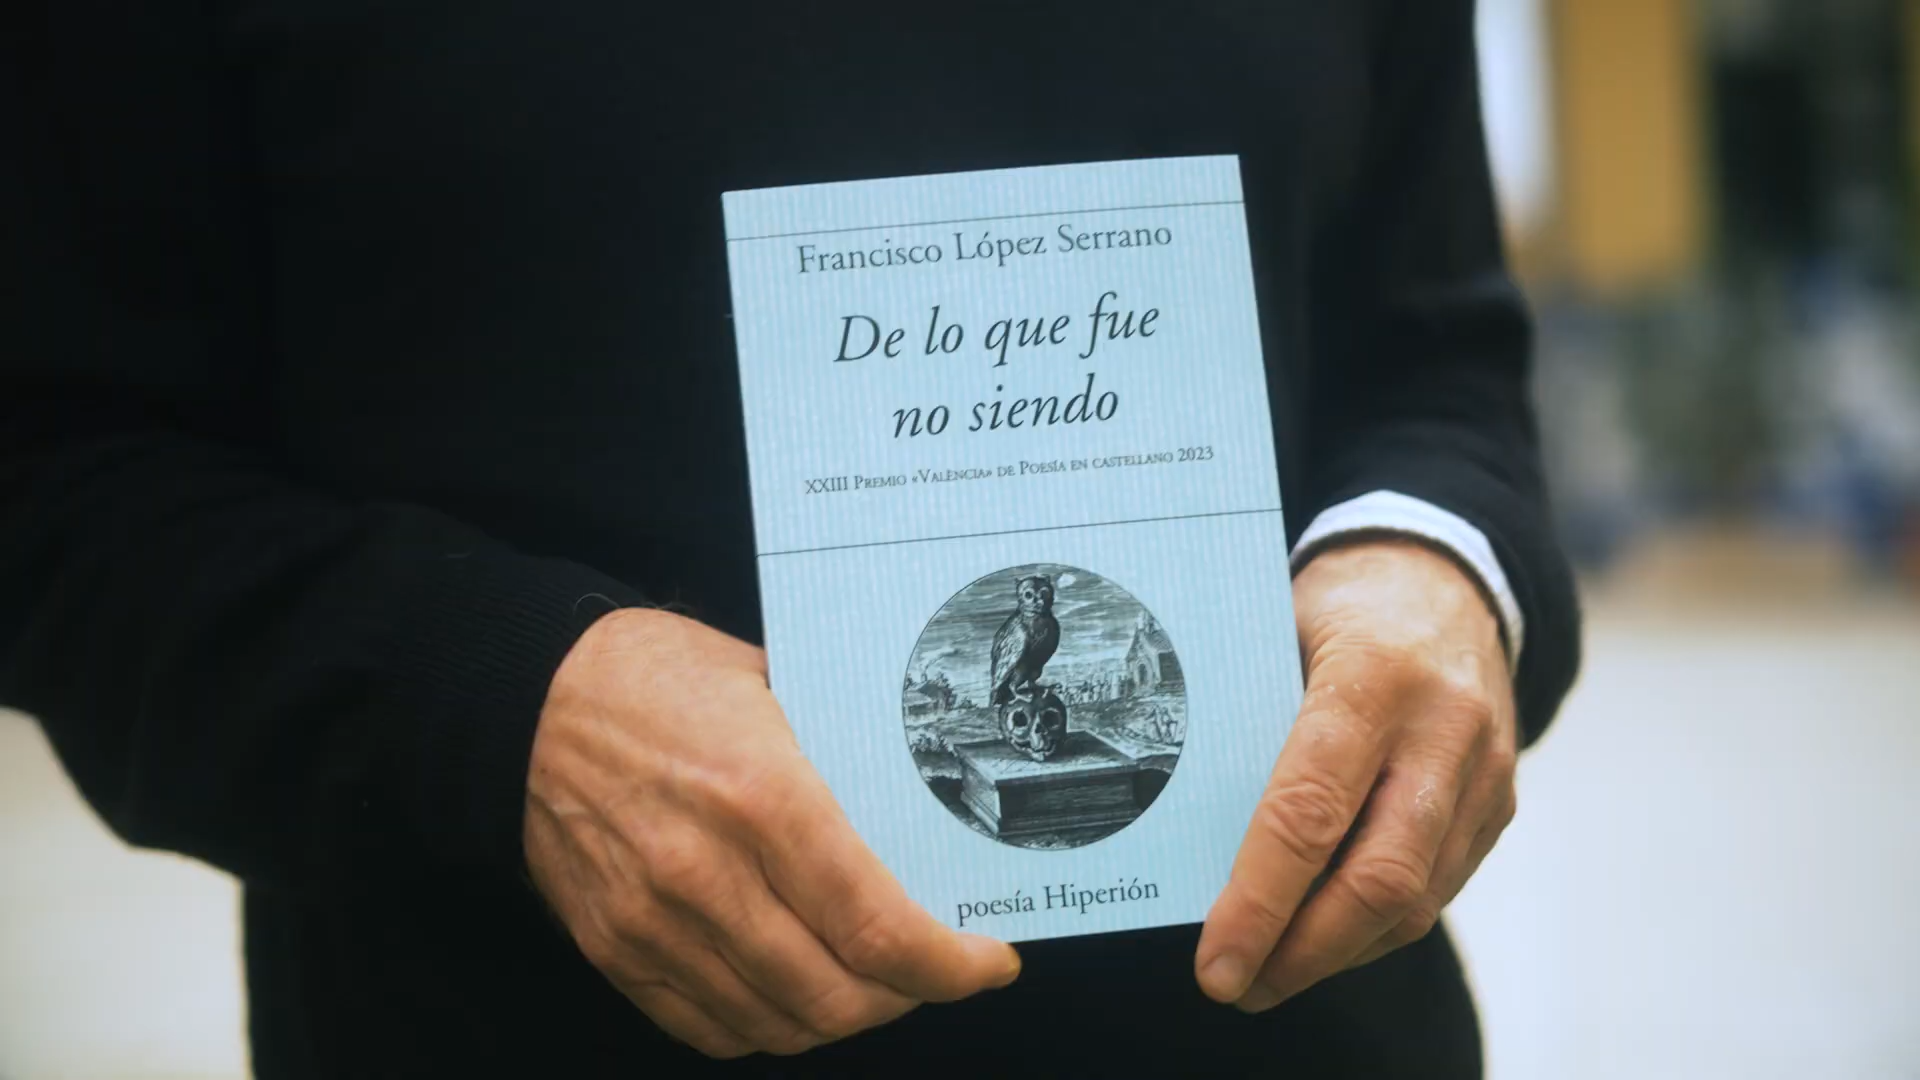 Francisco López Serrano
De lo que fue
no siendo
XXIII Premio «València» de Poesía en castellano 2023
poesía Hiperión